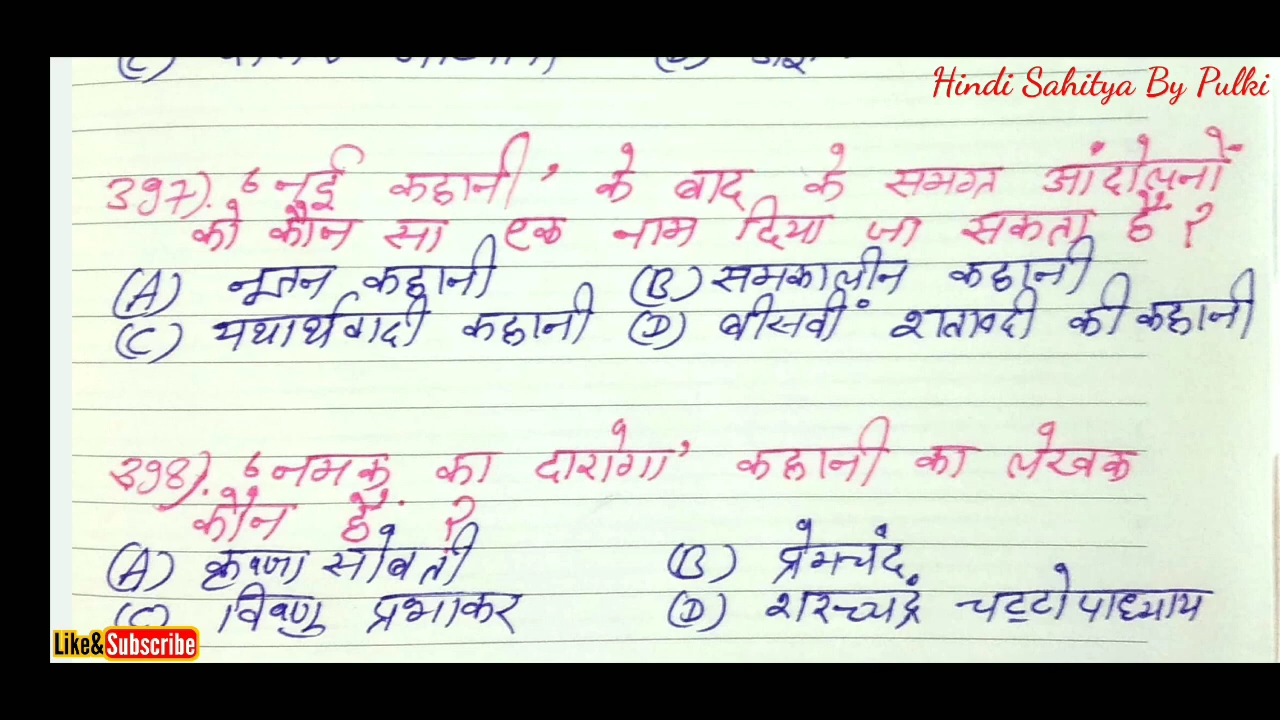 Hindi Sahitya By Pulki
397). 'नई कहानी' के बाद के समग्र आंदोलनों
को कौन सा एक नाम दिया जा सकता है ?
(A) नूतन कहानी (B) समकालीन कहानी
(C) यथार्थवादी कहानी (D) बीसवीं शताब्दी की कहानी
398). 'नमक का दारोगा' कहानी का लेखक
कौन हैं ?
(A) कृष्णा सोबती (B) प्रेमचंद
(C) विष्णु प्रभाकर (D) शरच्चंद्र चट्टोपाध्याय
Like& Subscribe